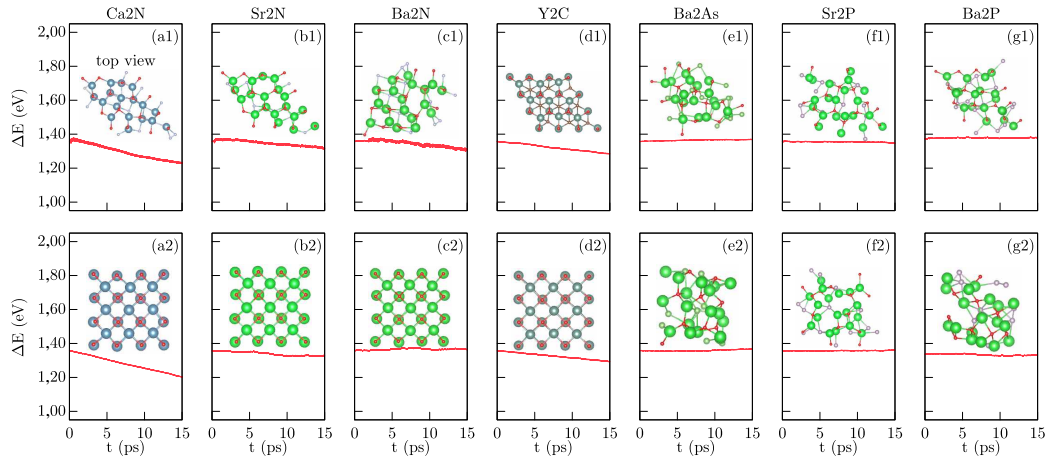 Ca2N Sr2N Ba2N Y2C Ba2As Sr2P Ba2P
2,00 (a1) (b1) (c1) (d1) (e1) (f1) (g1)
top view
1,80
1,60
ΔE (eV)
1,40
1,20
1,00
2,00 (a2) (b2) (c2) (d2) (e2) (f2) (g2)
1,80
1,60
ΔE (eV)
1,40
1,20
1,00
0 5 10 15 0 5 10 15 0 5 10 15 0 5 10 15 0 5 10 15 0 5 10 15 0 5 10 15
t (ps) t (ps) t (ps) t (ps) t (ps) t (ps) t (ps)